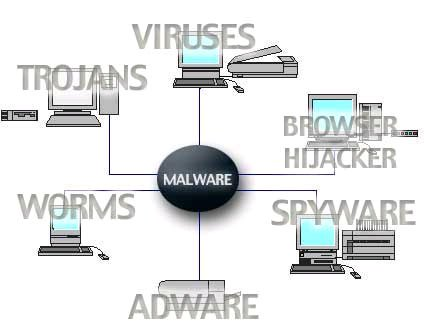 VIRUSES
TROJANS
BROWSER
HIJACKER
MALWARE
WORMS
SPYWARE
ADWARE